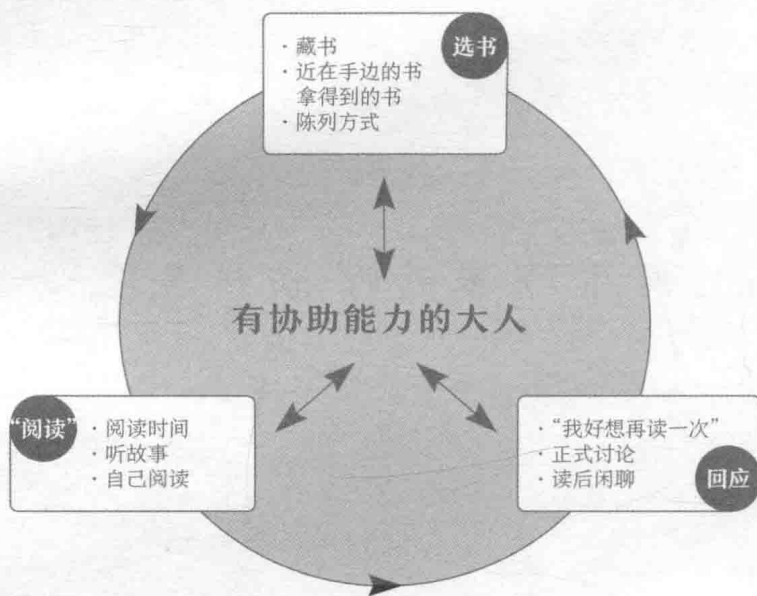 选书
· 藏书
· 近在手边的书
拿得到的书
· 陈列方式
有协助能力的大人
“阅读”
· 阅读时间
· 听故事
· 自己阅读
· “我好想再读一次”
· 正式讨论
· 读后闲聊
回应